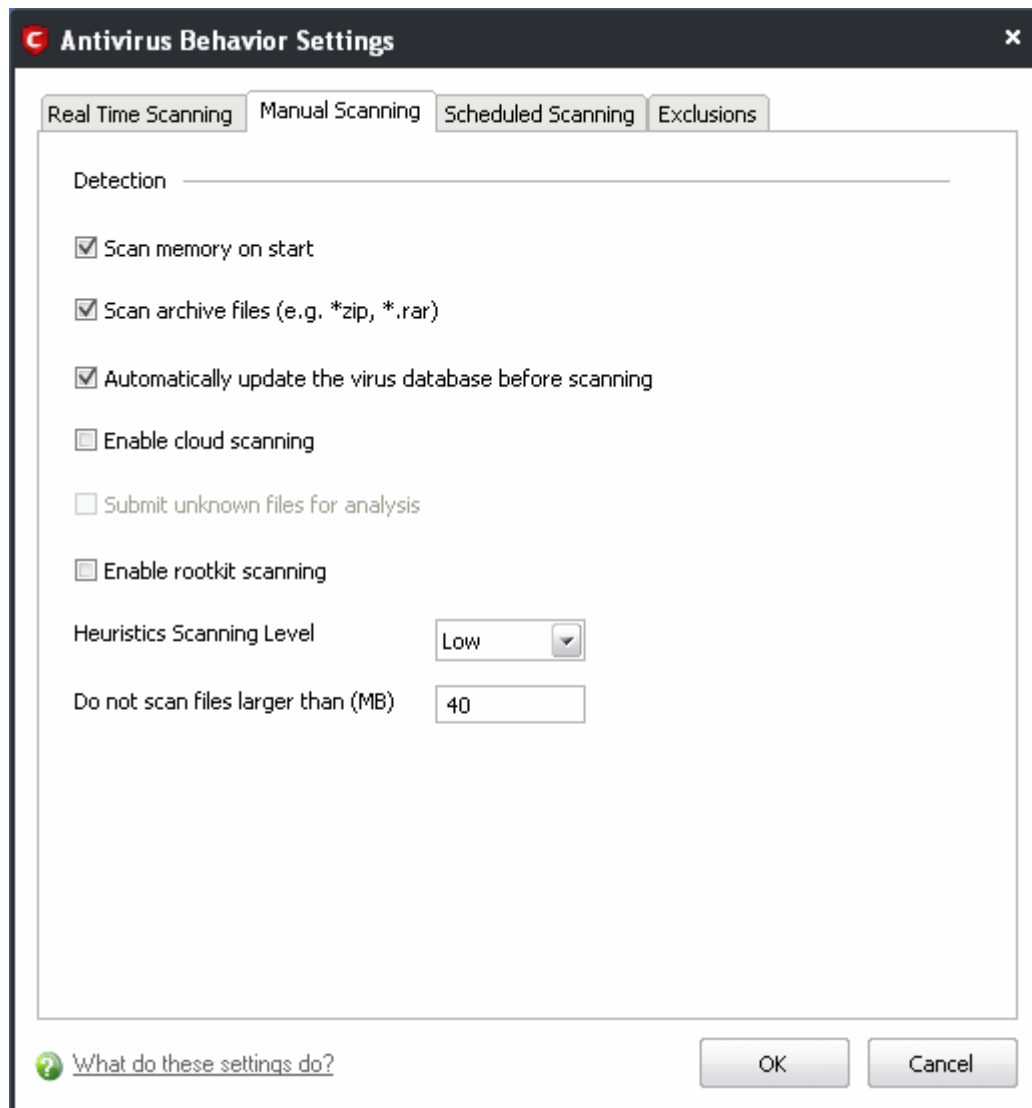 Antivirus Behavior Settings
Real Time Scanning Manual Scanning Scheduled Scanning Exclusions
Detection
Scan memory on start
Scan archive files (e.g. *zip, *.rar)
Automatically update the virus database before scanning
Enable cloud scanning
Submit unknown files for analysis
Enable rootkit scanning
Heuristics Scanning Level Low
Do not scan files larger than (MB) 40
What do these settings do? OK Cancel